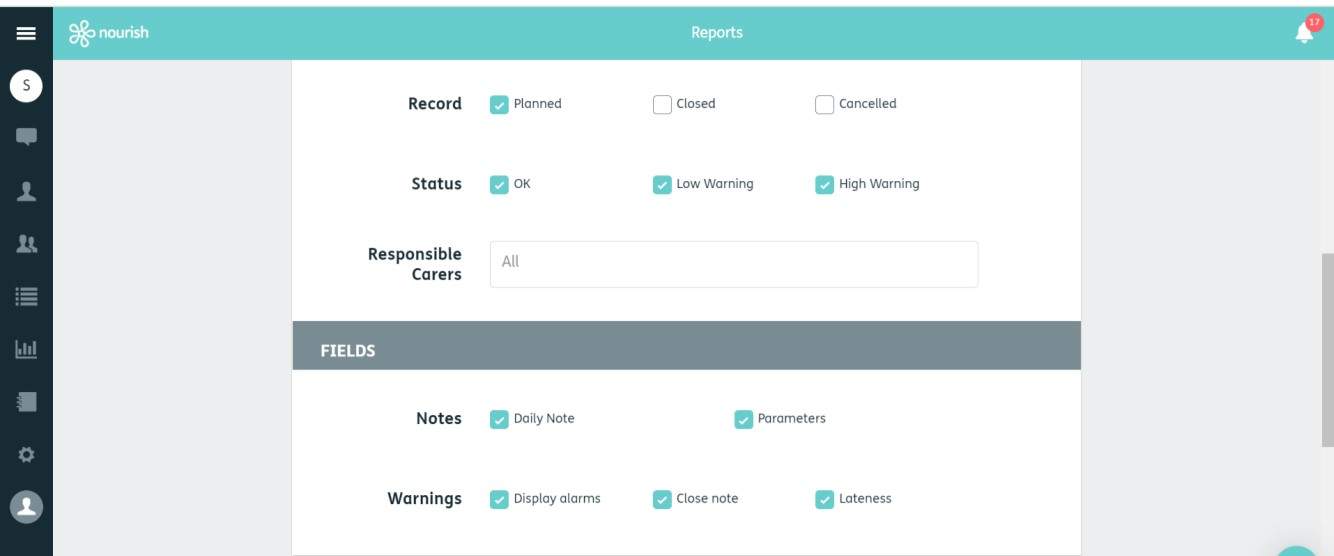 nourish
Reports
17
S
Record Planned Closed Cancelled
Status OK Low Warning High Warning
Responsible
Carers
All
FIELDS
Notes Daily Note Parameters
Warnings Display alarms Close note Lateness